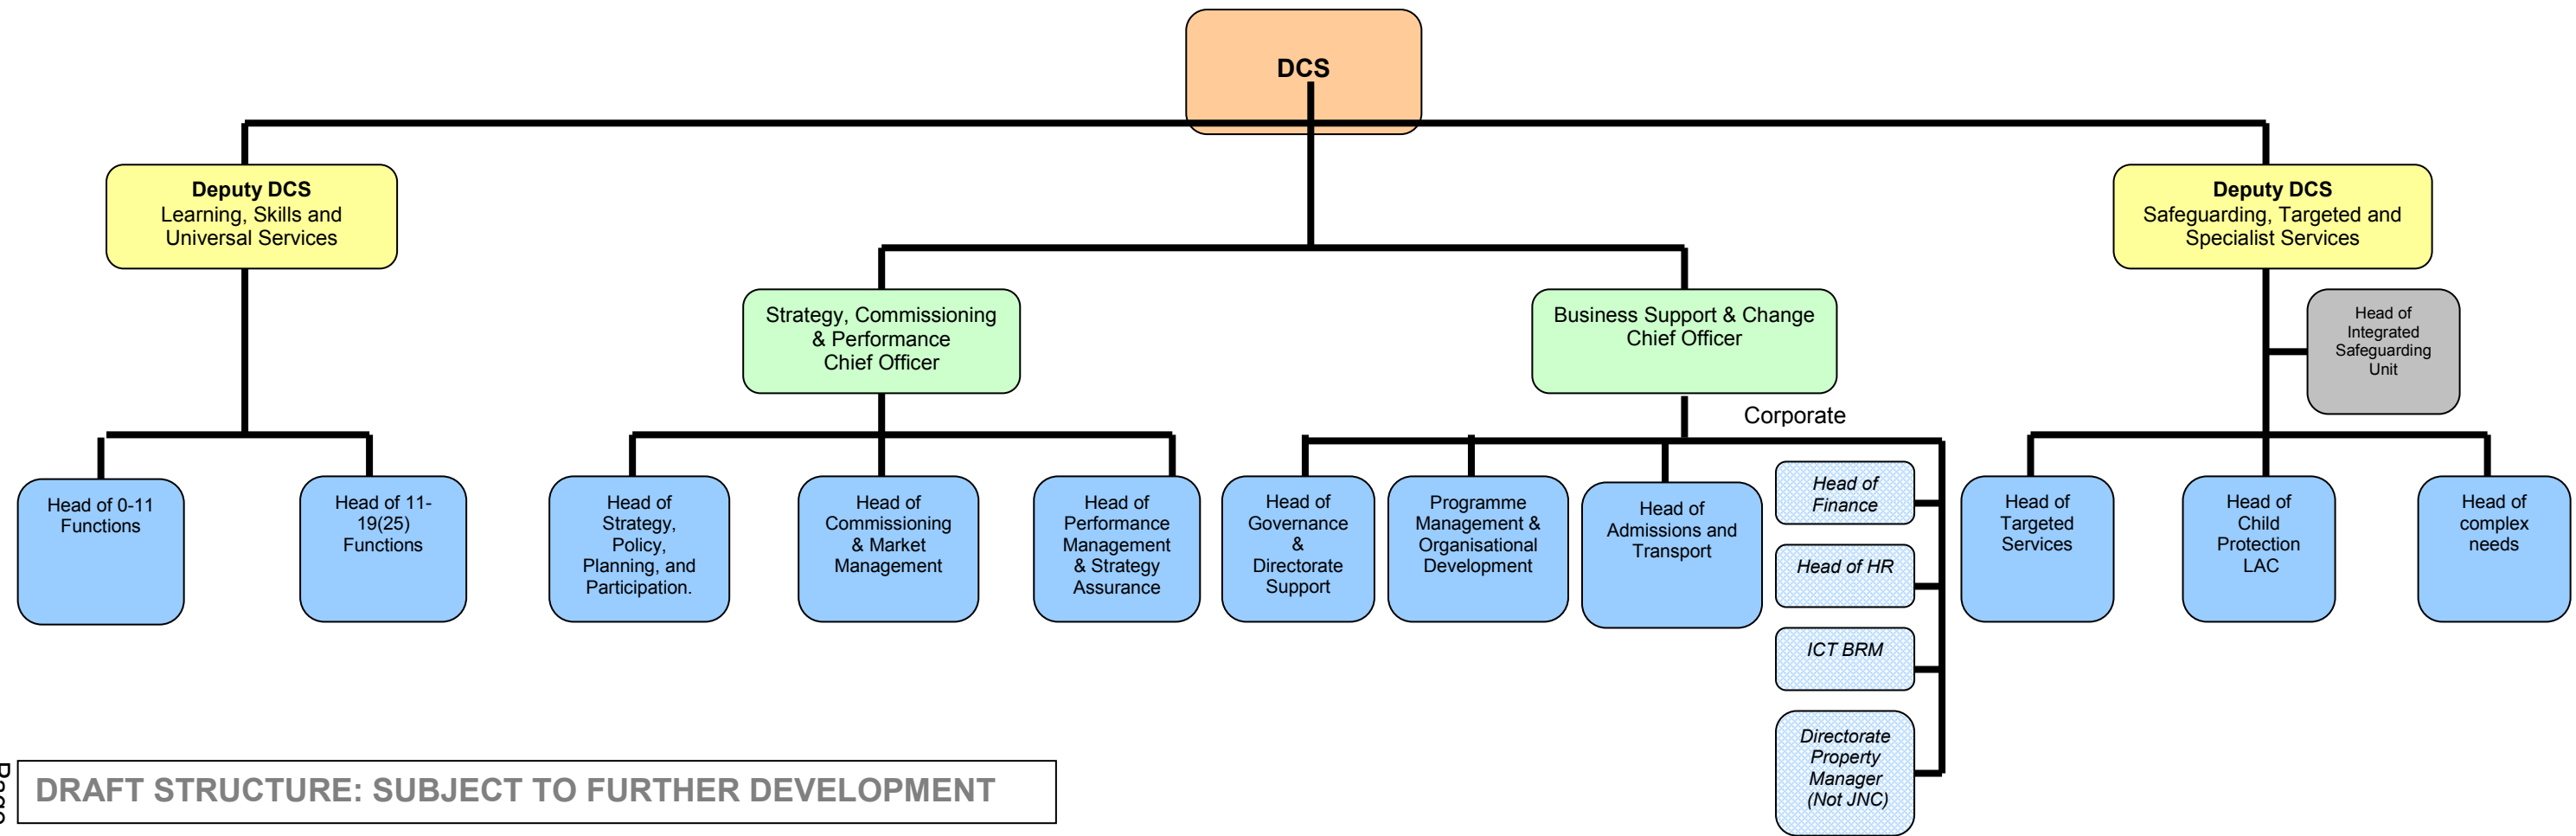 DCS
Deputy DCS
Learning, Skills and
Universal Services
Deputy DCS
Safeguarding, Targeted and
Specialist Services
Strategy, Commissioning
& Performance
Chief Officer
Business Support & Change
Chief Officer
Head of
Integrated
Safeguarding
Unit
Corporate
Head of 0-11
Functions
Head of 11-
19(25)
Functions
Head of
Strategy,
Policy,
Planning, and
Participation.
Head of
Commissioning
& Market
Management
Head of
Performance
Management
& Strategy
Assurance
Head of
Governance
&
Directorate
Support
Programme
Management &
Organisational
Development
Head of
Admissions and
Transport
Head of
Finance
Head of HR
ICT BRM
Directorate
Property
Manager
(Not JNC)
Head of
Targeted
Services
Head of
Child
Protection
LAC
Head of
complex
needs
DRAFT STRUCTURE: SUBJECT TO FURTHER DEVELOPMENT
Page